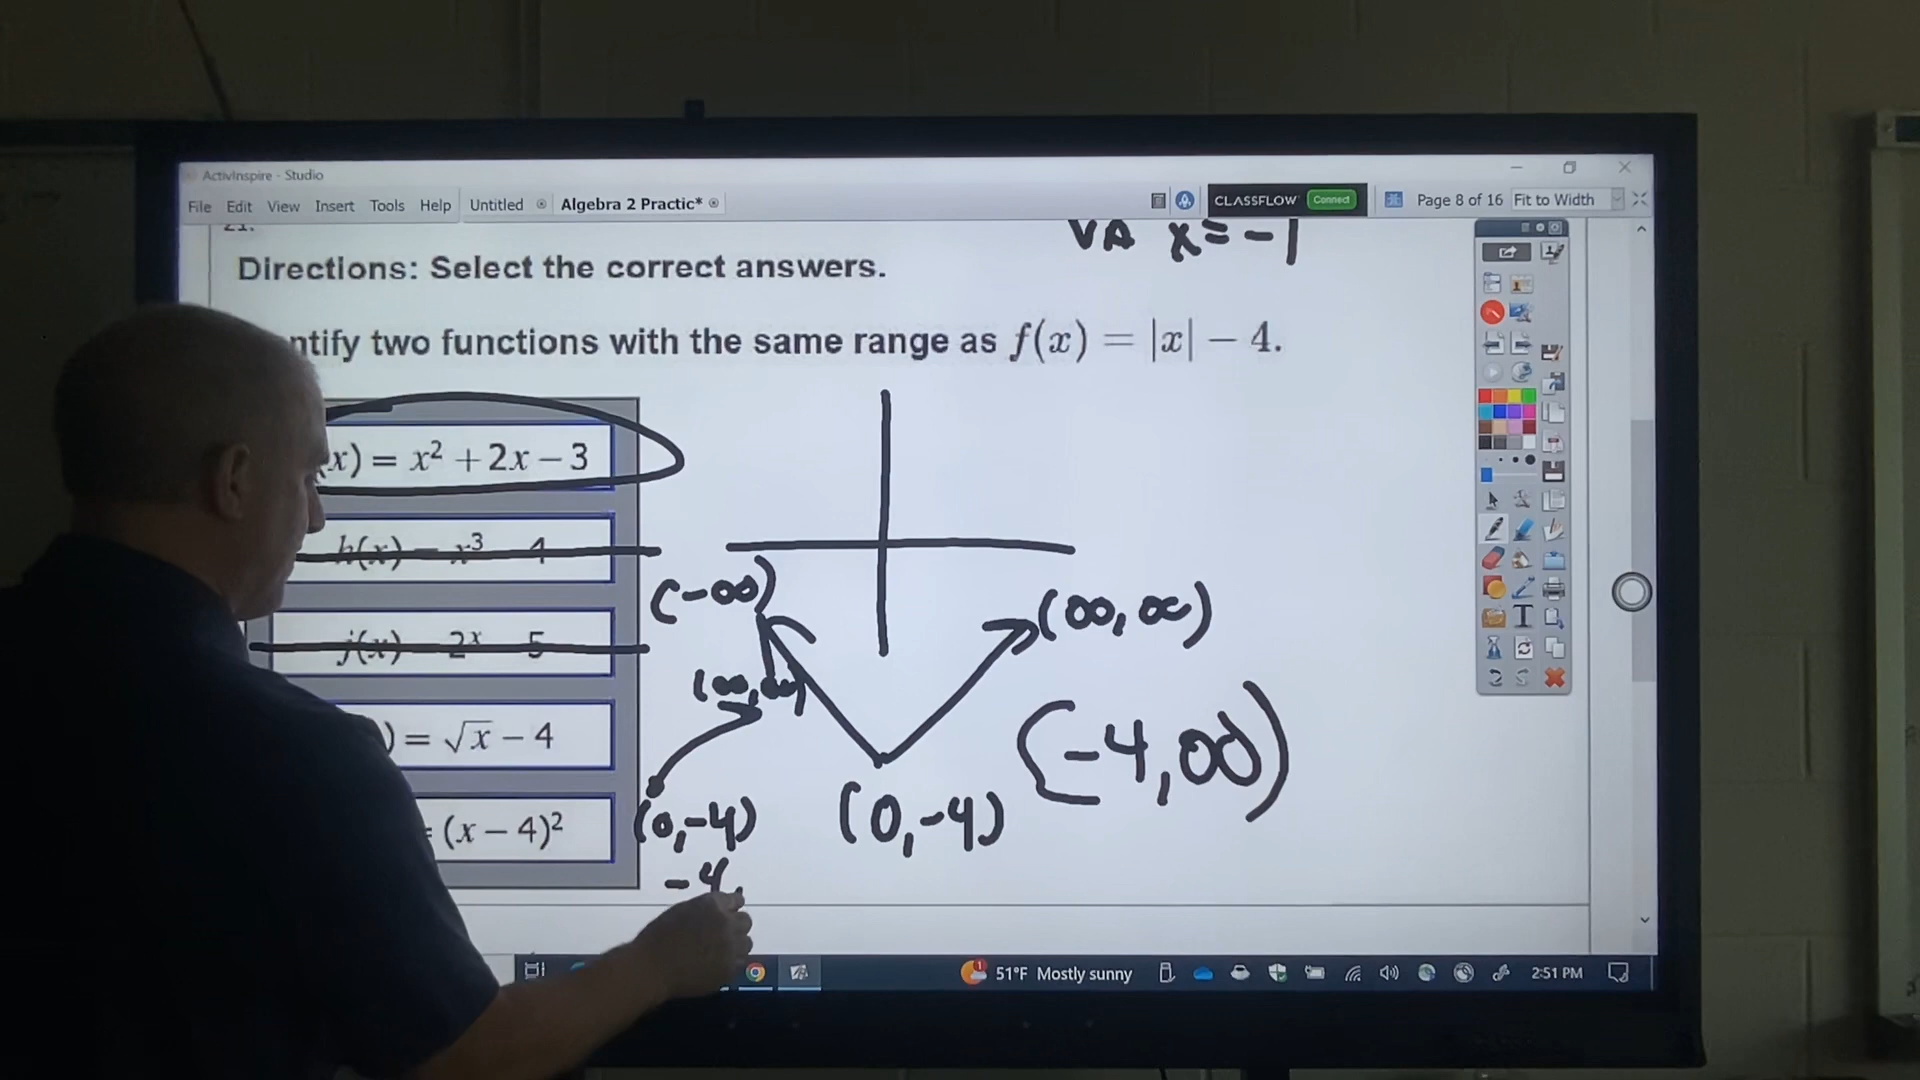 ActivInspire - Studio
File Edit View Insert Tools Help Untitled Algebra 2 Practic* CLASSFLOW Connected Page 8 of 16 Fit to Width
21.
VA x = -1
Directions: Select the correct answers.
ntify two functions with the same range as f(x) = |x| − 4.
x) = x² + 2x − 3
h(x) = x³ 4
(-∞)
(∞, ∞)
j(x) 2ˣ 5
(∞, ∞)
) = √x − 4
(-4, ∞)
= (x − 4)²
(0, -4)
(0, -4)
-4,
1
51°F Mostly sunny
2:51 PM